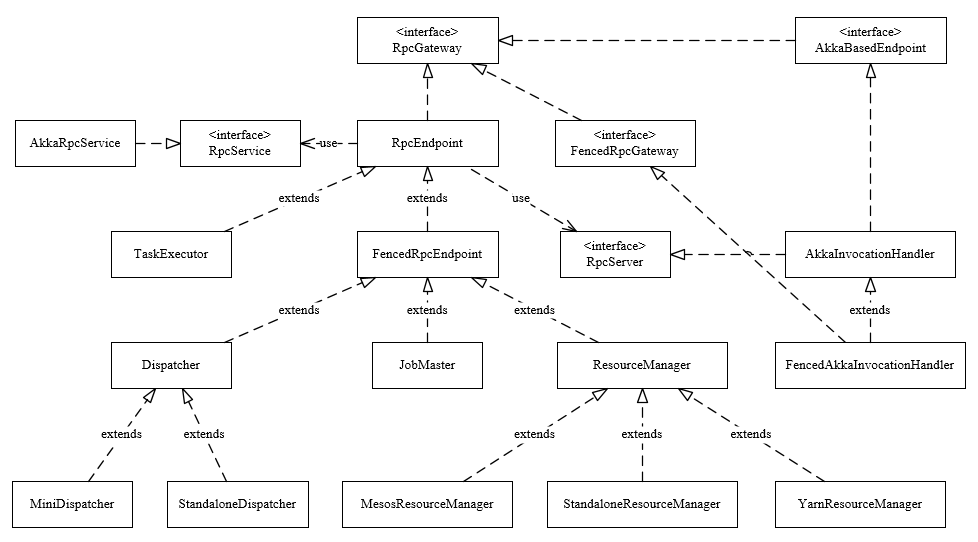 <interface>
RpcGateway
<interface>
AkkaBasedEndpoint
AkkaRpcService
<interface>
RpcService
use
RpcEndpoint
<interface>
FencedRpcGateway
extends
extends
use
TaskExecutor
FencedRpcEndpoint
<interface>
RpcServer
AkkaInvocationHandler
extends
extends
extends
extends
Dispatcher
JobMaster
ResourceManager
FencedAkkaInvocationHandler
extends
extends
extends
extends
extends
MiniDispatcher
StandaloneDispatcher
MesosResourceManager
StandaloneResourceManager
YarnResourceManager